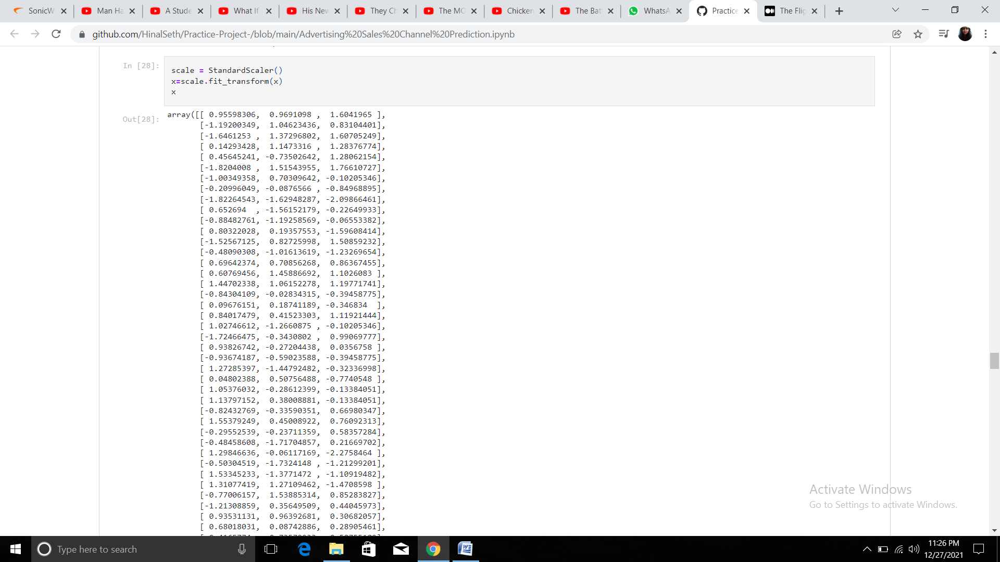 SonicW
Man Ha
A Stude
What If
His New
They Ch
The MC
Chicken
The Bat
WhatsA
Practice
The Flig
github.com/HinalSeth/Practice-Project-/blob/main/Advertising%20Sales%20Channel%20Prediction.ipynb
In [28]:
scale = StandardScaler()
x=scale.fit_transform(x)
x
Out[28]:
array([[ 0.95598306,  0.9691098 ,  1.6041965 ],
[-1.19200349,  1.04623436,  0.83104401],
[-1.6461253 ,  1.37296802,  1.60705249],
[ 0.14293428,  1.1473316 ,  1.28376774],
[ 0.45645241, -0.73502642,  1.28062154],
[-1.8204008 ,  1.51543955,  1.76610727],
[-1.00349358,  0.70309642, -0.10205346],
[-0.20996049, -0.0876566 , -0.84968895],
[-1.82264543, -1.62948287, -2.09866461],
[ 0.652694  , -1.56152179, -0.22649933],
[-0.88482761, -1.19258569, -0.06553382],
[ 0.80322028,  0.19357553, -1.59608414],
[-1.52567125,  0.82725998,  1.50859232],
[-0.48090308, -1.01613619, -1.23269654],
[ 0.69642374,  0.70856268,  0.86367455],
[ 0.60769456,  1.45886692,  1.1026083 ],
[ 1.44702338,  1.06152278,  1.19771741],
[-0.84304109, -0.02834315, -0.39458775],
[ 0.09676151,  0.18741189, -0.346834  ],
[ 0.84017479,  0.41523303,  1.11921444],
[ 1.02746612, -1.2660875 , -0.10205346],
[-1.72466475, -0.3430802 ,  0.99069777],
[ 0.93826742, -0.27204438,  0.0356758 ],
[-0.93674187, -0.59023588, -0.39458775],
[ 1.27285397, -1.44792482, -0.32336998],
[ 0.04802388,  0.50756488, -0.7740548 ],
[ 1.05376032, -0.28612399, -0.13384051],
[ 1.13797152,  0.38008881, -0.13384051],
[-0.82432769, -0.33590351,  0.66980347],
[ 1.55379249,  0.45008922,  0.76092313],
[-0.29552539, -0.23711359,  0.58357284],
[-0.48458608, -1.71704857,  0.21669702],
[ 1.29846636, -0.06117169, -2.2758464 ],
[-0.50304519, -1.7324148 , -1.21299201],
[ 1.53345233, -1.3771472 , -1.10919482],
[ 1.31077419,  1.27109462, -1.4708598 ],
[-0.77006157,  1.53885314,  0.85283827],
[-1.21308859,  0.35649509,  0.44045973],
[ 0.93531131,  0.96392681,  0.30682057],
[ 0.68018031,  0.08742886,  0.28905461],
Activate Windows
Go to Settings to activate Windows.
Type here to search
11:26 PM
12/27/2021